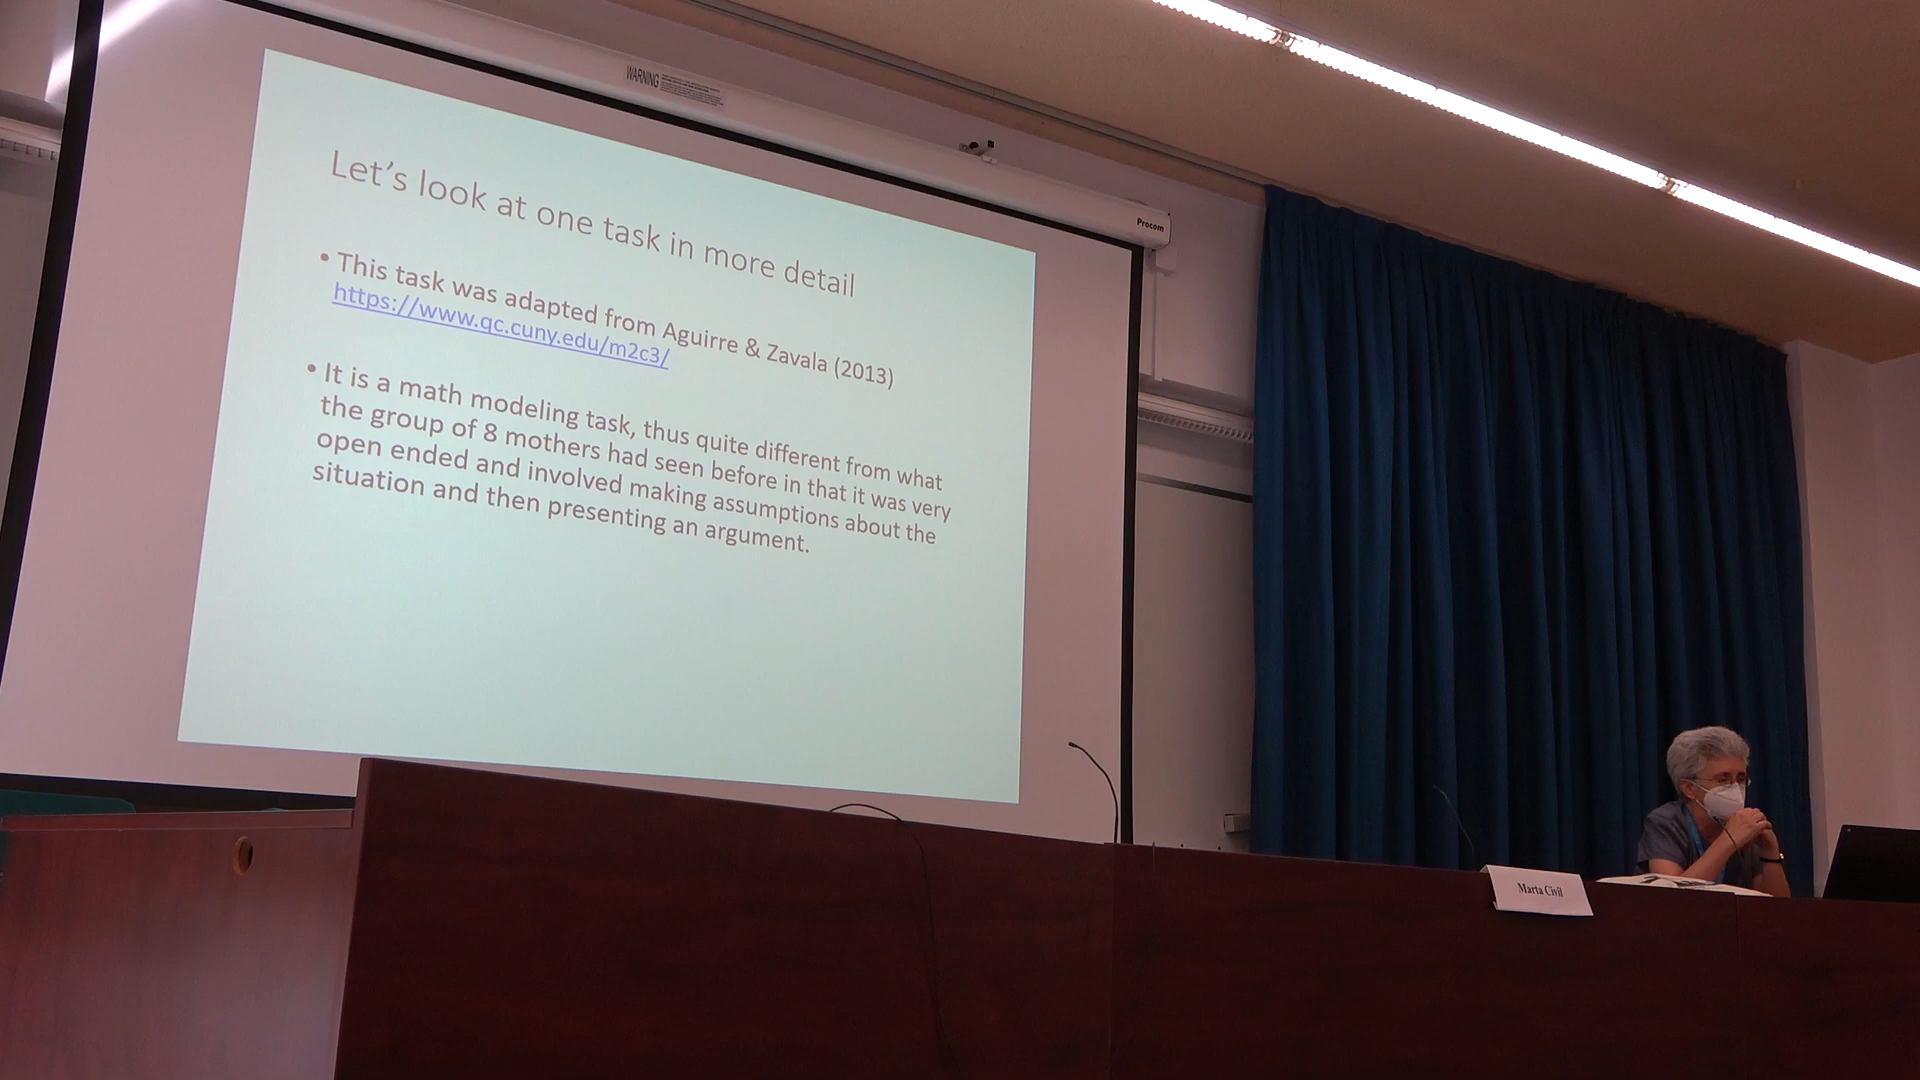 WARNING
Procom
Let's look at one task in more detail
• This task was adapted from Aguirre & Zavala (2013)
https://www.qc.cuny.edu/m2c3/
• It is a math modeling task, thus quite different from what
the group of 8 mothers had seen before in that it was very
open ended and involved making assumptions about the
situation and then presenting an argument.
Marta Civil